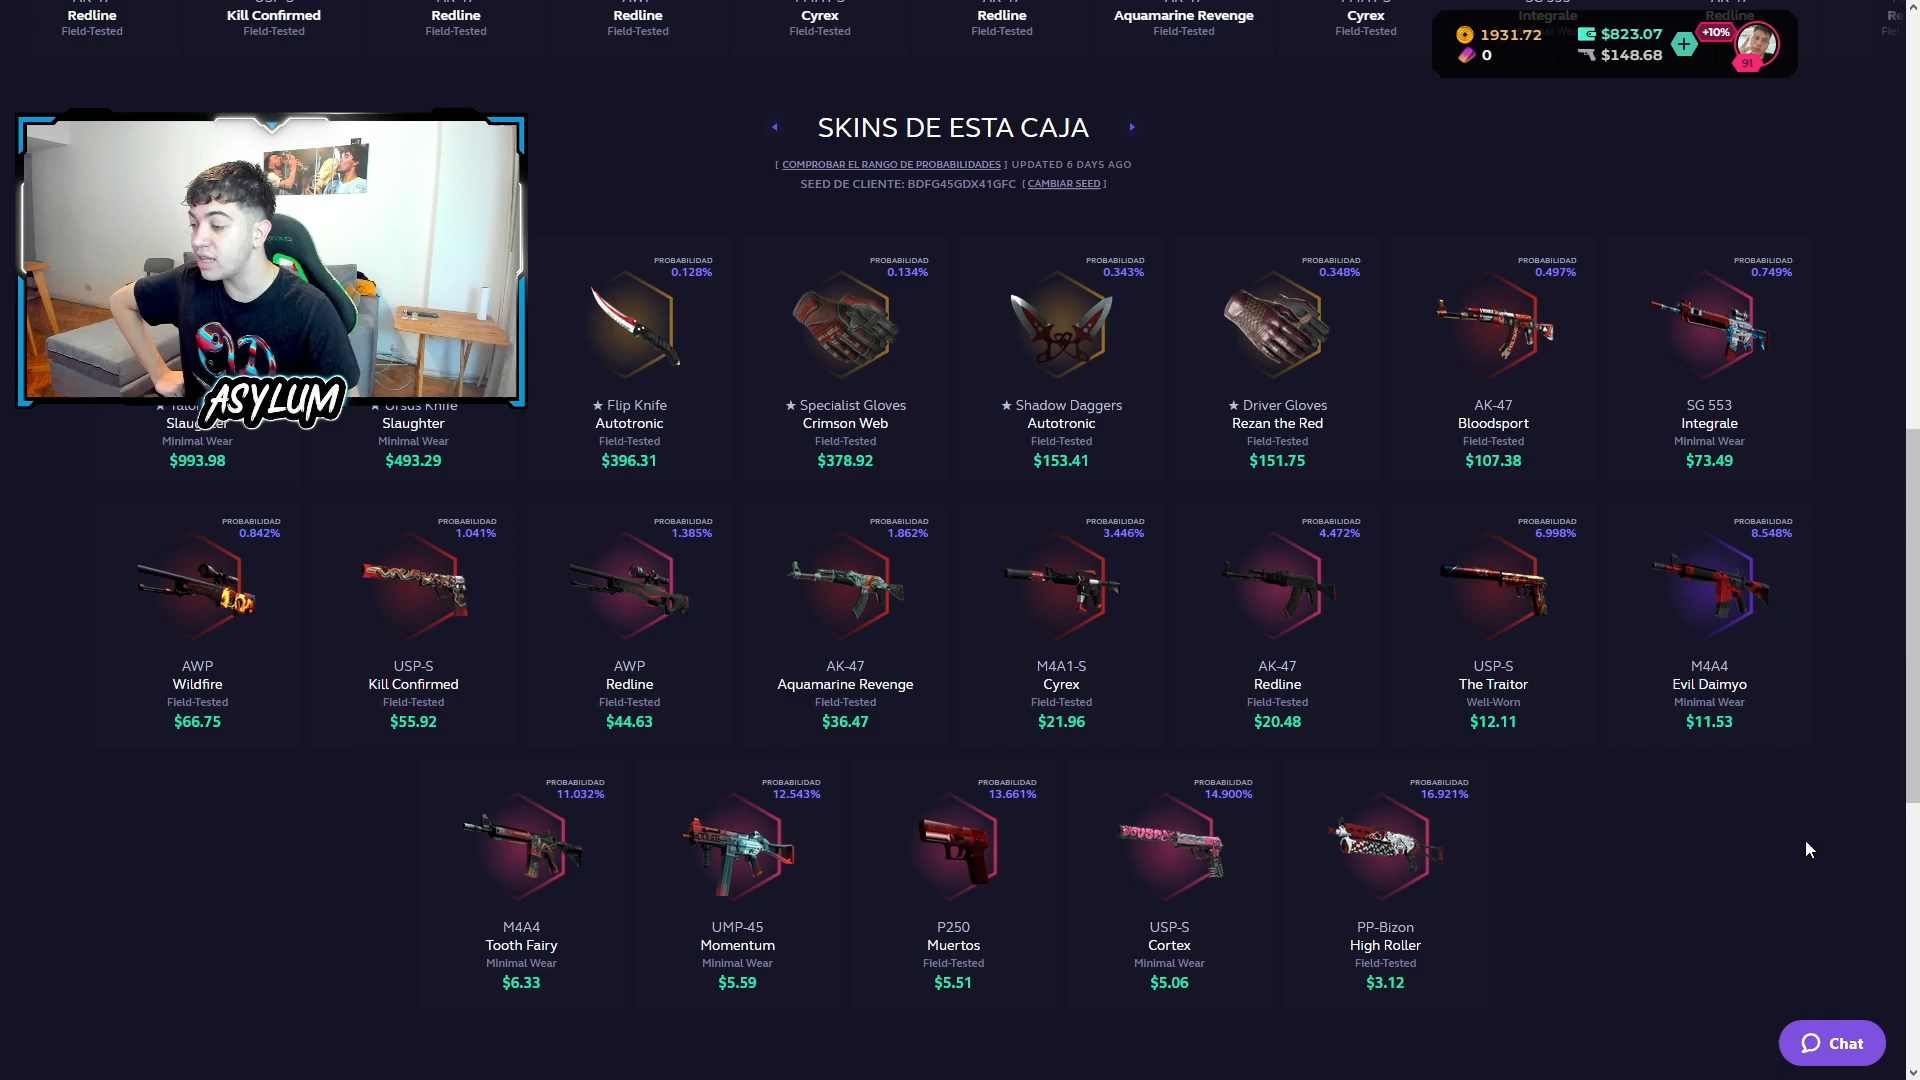 Redline
Field-Tested
Kill Confirmed
Field-Tested
Redline
Field-Tested
Redline
Field-Tested
Cyrex
Field-Tested
Redline
Field-Tested
Aquamarine Revenge
Field-Tested
Cyrex
Field-Tested
Integrale
Redline
1931.72
0
$823.07
$148.68
+10%
91
SKINS DE ESTA CAJA
[ COMPROBAR EL RANGO DE PROBABILIDADES ] UPDATED 6 DAYS AGO
SEED DE CLIENTE: BDFG45GDX41GFC [ CAMBIAR SEED ]
ASYLUM
Minimal Wear
$993.98
★ Ursus Knife
Slaughter
Minimal Wear
$493.29
PROBABILIDAD
0.128%
★ Flip Knife
Autotronic
Field-Tested
$396.31
PROBABILIDAD
0.134%
★ Specialist Gloves
Crimson Web
Field-Tested
$378.92
PROBABILIDAD
0.343%
★ Shadow Daggers
Autotronic
Field-Tested
$153.41
PROBABILIDAD
0.348%
★ Driver Gloves
Rezan the Red
Field-Tested
$151.75
PROBABILIDAD
0.497%
AK-47
Bloodsport
Field-Tested
$107.38
PROBABILIDAD
0.749%
SG 553
Integrale
Minimal Wear
$73.49
PROBABILIDAD
0.842%
AWP
Wildfire
Field-Tested
$66.75
PROBABILIDAD
1.041%
USP-S
Kill Confirmed
Field-Tested
$55.92
PROBABILIDAD
1.385%
AWP
Redline
Field-Tested
$44.63
PROBABILIDAD
1.862%
AK-47
Aquamarine Revenge
Field-Tested
$36.47
PROBABILIDAD
3.446%
M4A1-S
Cyrex
Field-Tested
$21.96
PROBABILIDAD
4.472%
AK-47
Redline
Field-Tested
$20.48
PROBABILIDAD
6.998%
USP-S
The Traitor
Well-Worn
$12.11
PROBABILIDAD
8.548%
M4A4
Evil Daimyo
Minimal Wear
$11.53
PROBABILIDAD
11.032%
M4A4
Tooth Fairy
Minimal Wear
$6.33
PROBABILIDAD
12.543%
UMP-45
Momentum
Minimal Wear
$5.59
PROBABILIDAD
13.661%
P250
Muertos
Field-Tested
$5.51
PROBABILIDAD
14.900%
USP-S
Cortex
Minimal Wear
$5.06
PROBABILIDAD
16.921%
PP-Bizon
High Roller
Field-Tested
$3.12
Chat